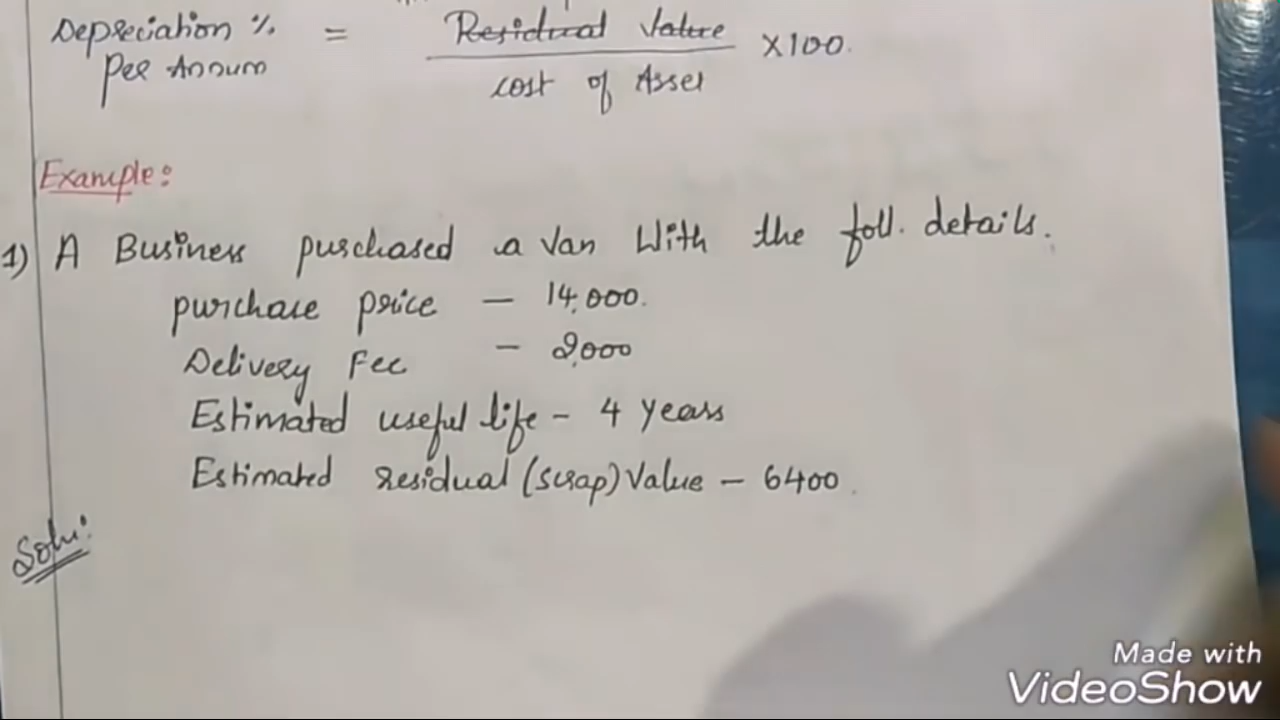 Depreciation % = Residual Value X100.
Per Annum cost of Asset
Example:
1) A Business purchased a Van With the foll. details.
purchase price - 14,000.
Delivery Fee - 2,000
Estimated useful life - 4 years
Estimated residual (scrap) Value - 6400.
Soln:
Made with
VideoShow